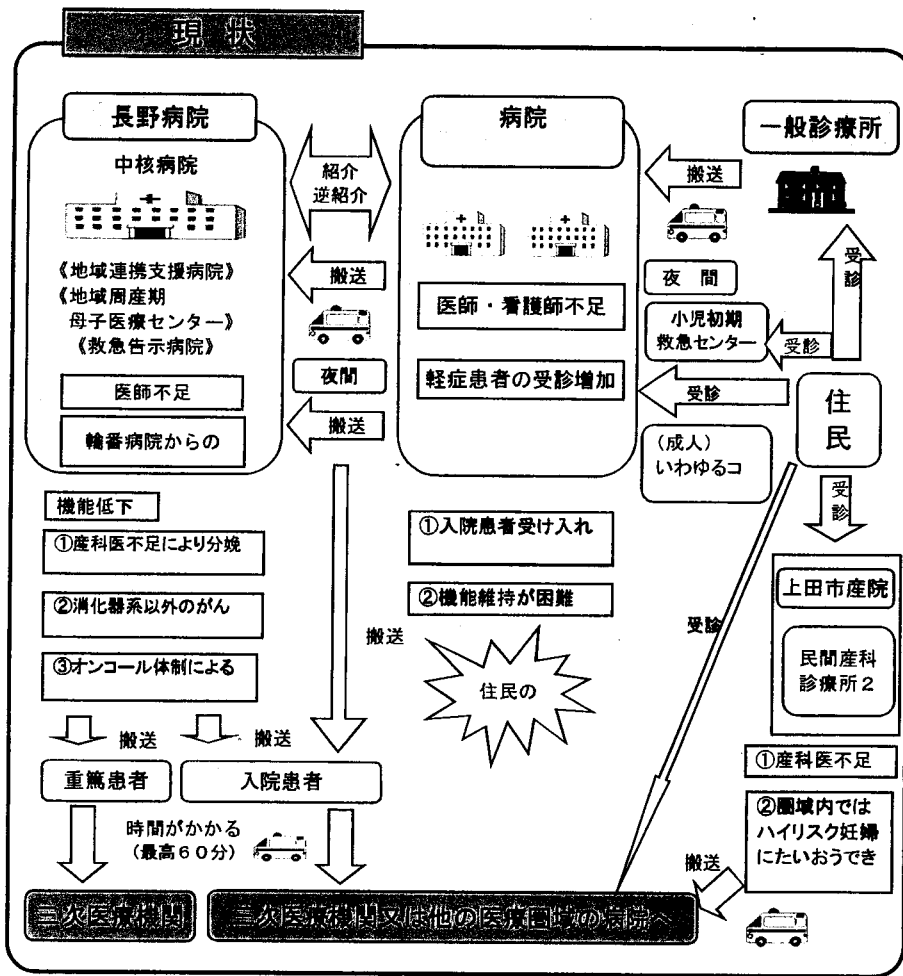 現 状
長野病院
中核病院
《地域連携支援病院》
《地域周産期
母子医療センター》
《救急告示病院》
医師不足
輪番病院からの
紹介
逆紹介
搬送
夜間
搬送
病院
医師・看護師不足
軽症患者の受診増加
一般診療所
搬送
夜 間
小児初期
救急センター
受診
受診
受診
住
民
(成人)
いわゆるコ
機能低下
①産科医不足により分娩
②消化器系以外のがん
③オンコール体制による
①入院患者受け入れ
②機能維持が困難
搬送
住民の
受診
受
診
上田市産院
民間産科
診療所2
①産科医不足
②圏域内では
ハイリスク妊婦
にたいおうでき
搬送
搬送
搬送
重篤患者
入院患者
時間がかかる
(最高60分)
三次医療機関
二次医療機関又は他の医療圏域の病院へ